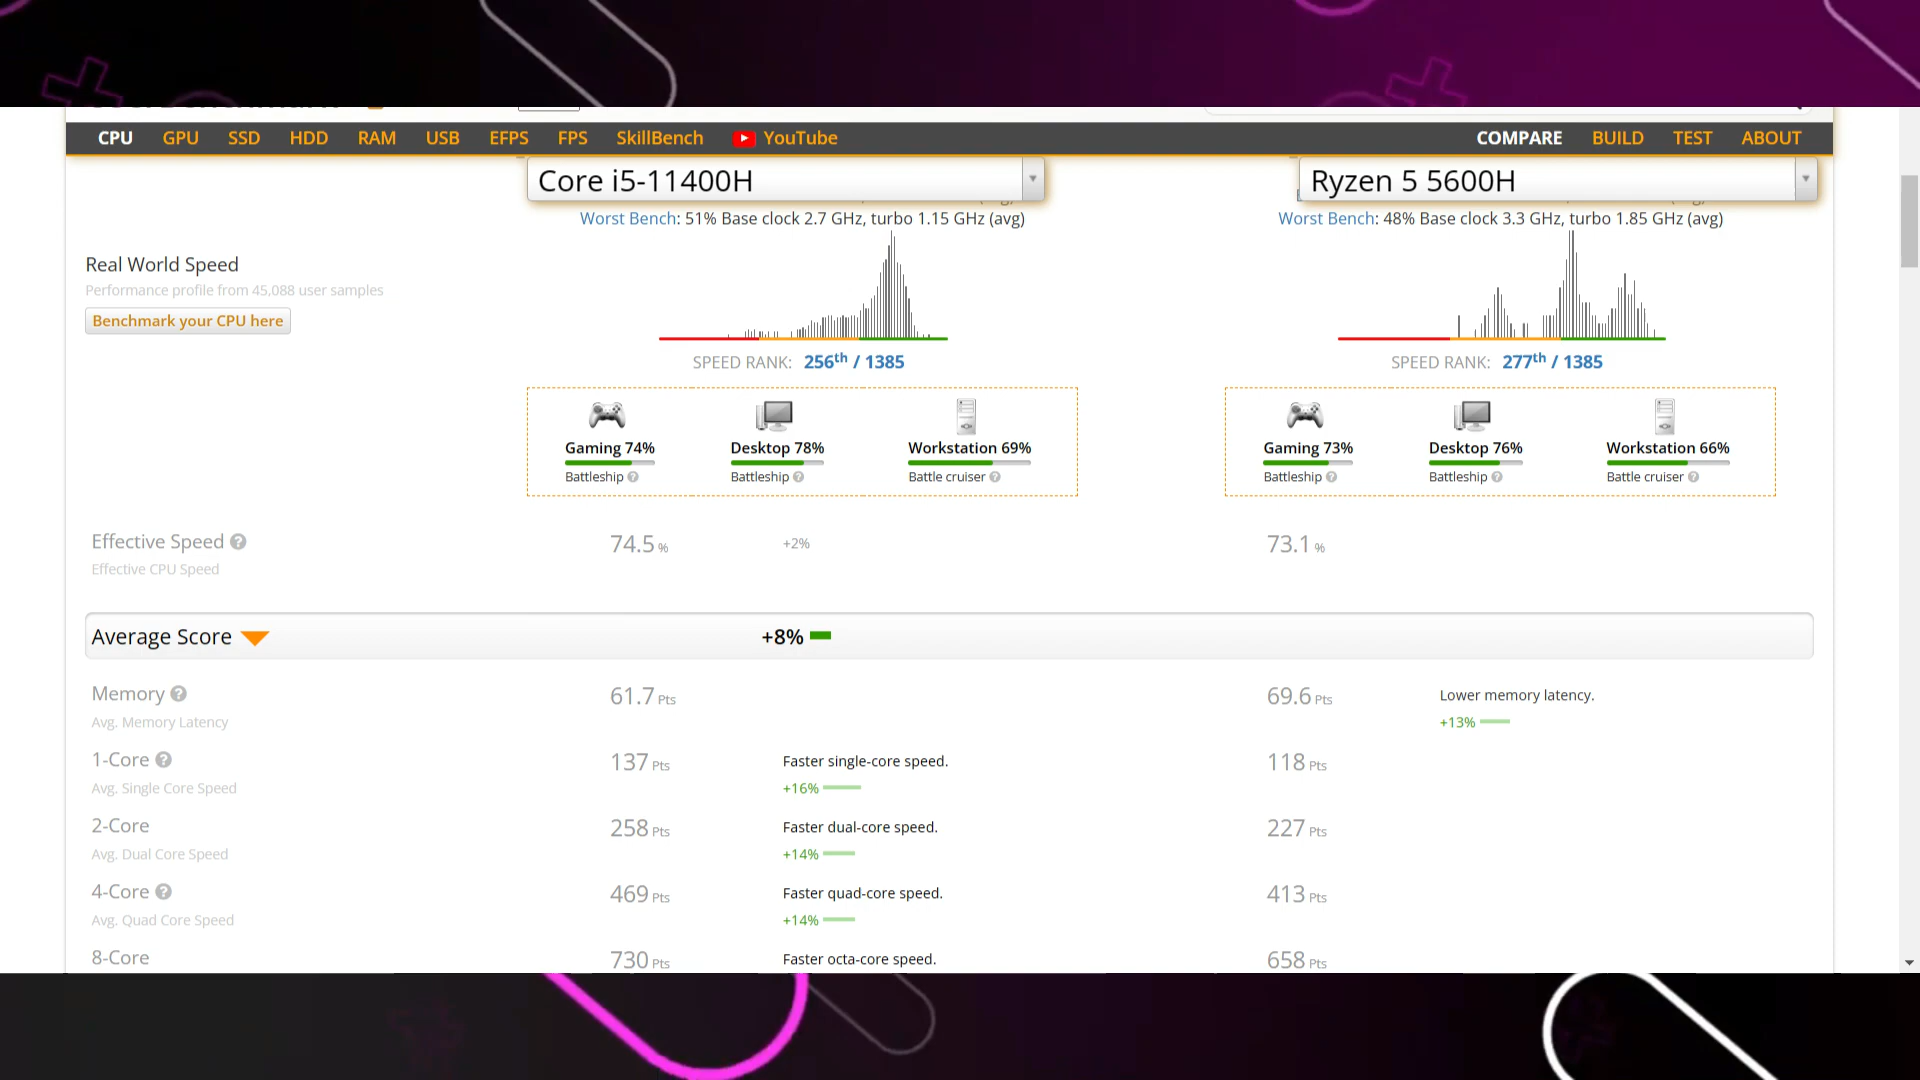 CPU GPU SSD HDD RAM USB EFPS FPS SkillBench YouTube COMPARE BUILD TEST ABOUT
Core i5-11400H Ryzen 5 5600H
Worst Bench: 51% Base clock 2.7 GHz, turbo 1.15 GHz (avg) Worst Bench: 48% Base clock 3.3 GHz, turbo 1.85 GHz (avg)
Real World Speed
Performance profile from 45,088 user samples
Benchmark your CPU here
SPEED RANK: 256th / 1385 SPEED RANK: 277th / 1385
Gaming 74% Desktop 78% Workstation 69% Gaming 73% Desktop 76% Workstation 66%
Battleship Battleship Battle cruiser Battleship Battleship Battle cruiser
Effective Speed 74.5 % +2% 73.1 %
Effective CPU Speed
Average Score +8%
Memory 61.7 Pts 69.6 Pts Lower memory latency.
Avg. Memory Latency +13%
1-Core 137 Pts Faster single-core speed. 118 Pts
Avg. Single Core Speed +16%
2-Core 258 Pts Faster dual-core speed. 227 Pts
Avg. Dual Core Speed +14%
4-Core 469 Pts Faster quad-core speed. 413 Pts
Avg. Quad Core Speed +14%
8-Core 730 Pts Faster octa-core speed. 658 Pts